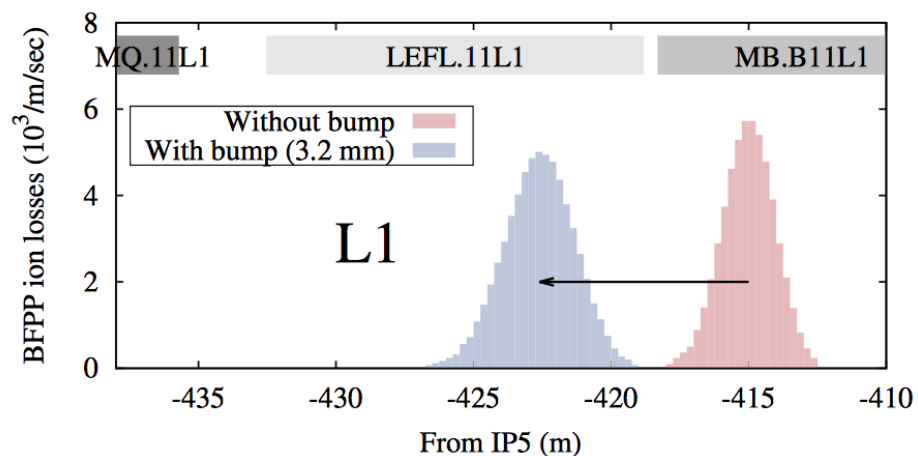 BFPP ion losses (10³/m/sec)
8
6
4
2
0
MQ.11L1 LEFL.11L1 MB.B11L1
Without bump
With bump (3.2 mm)
L1
-435 -430 -425 -420 -415 -410
From IP5 (m)